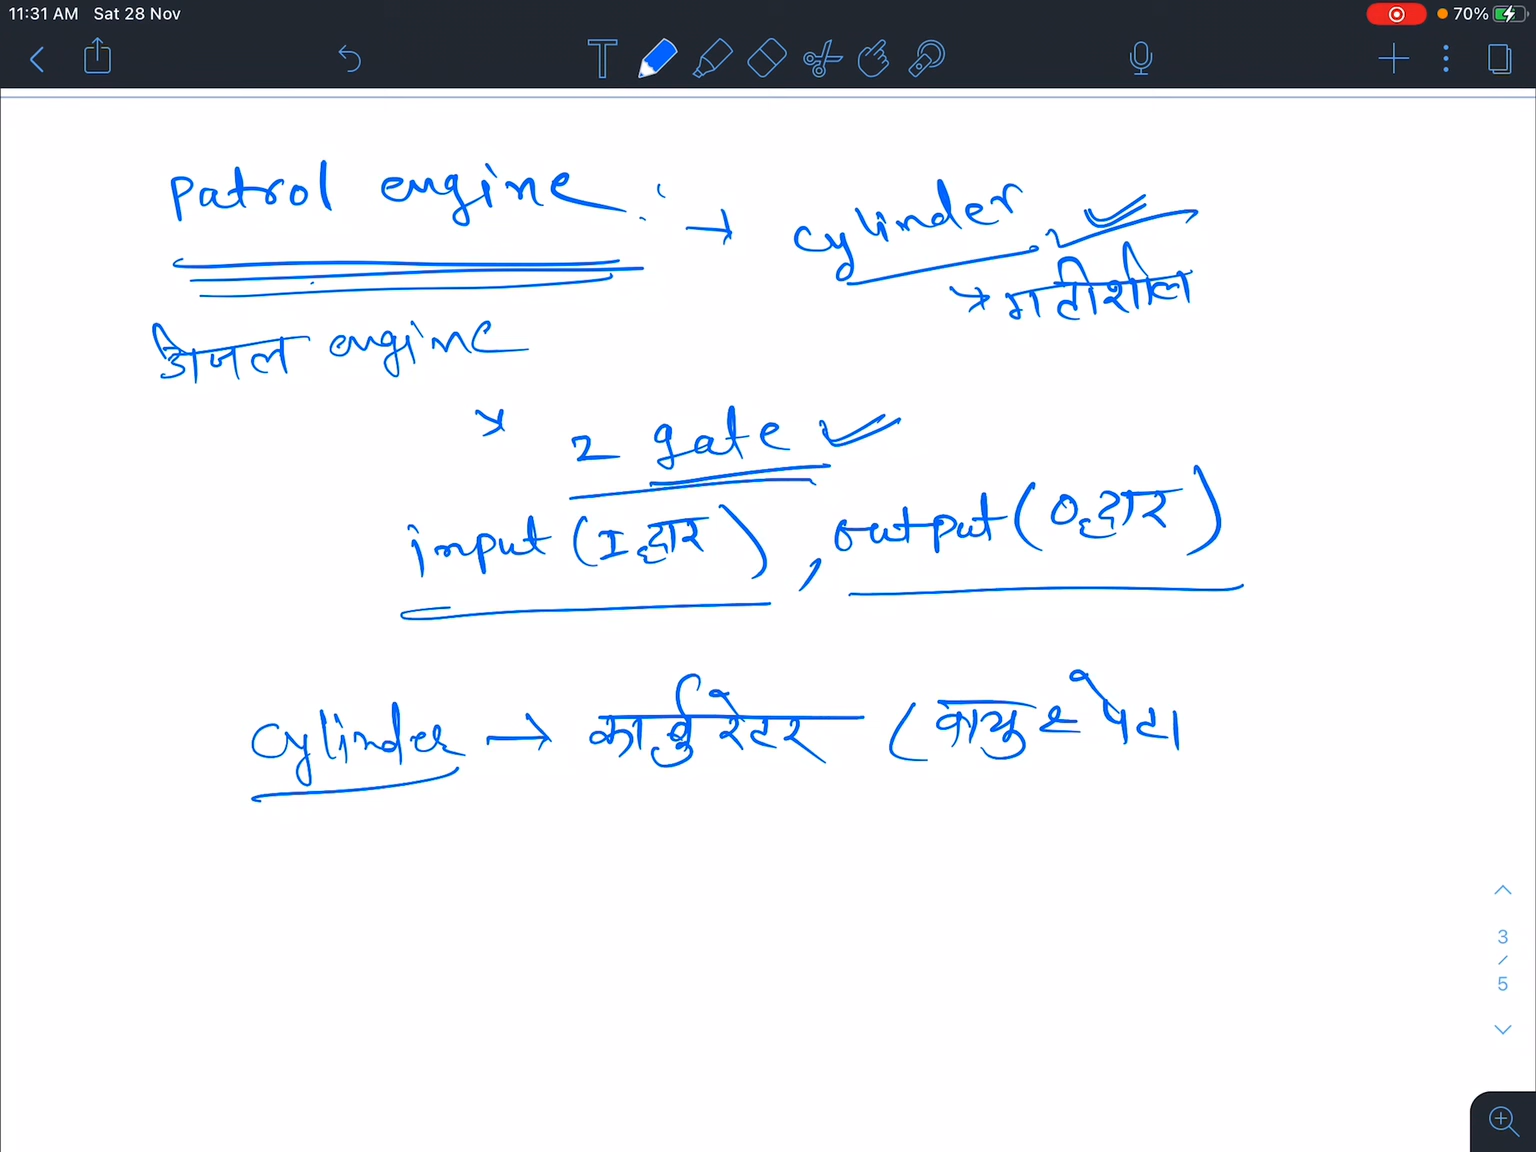 11:31 AM Sat 28 Nov 70%
Patrol engine :→ cylinder
→ गतीशील
डीजल engine
2 gate
input (I द्वार), output (O द्वार)
cylinder → कार्बुरेटर (वायु & पेटा
3
/
5